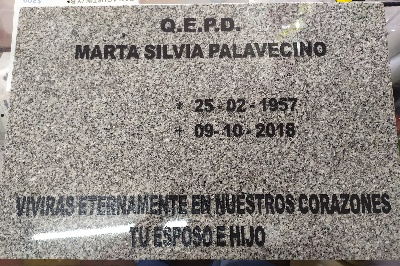 Q.E.P.D.
MARTA SILVIA PALAVECINO
* 25 - 02 - 1957
+ 09- 10 - 2018
VIVIRAS ETERNAMENTE EN NUESTROS CORAZONES
TU ESPOSO E HIJO